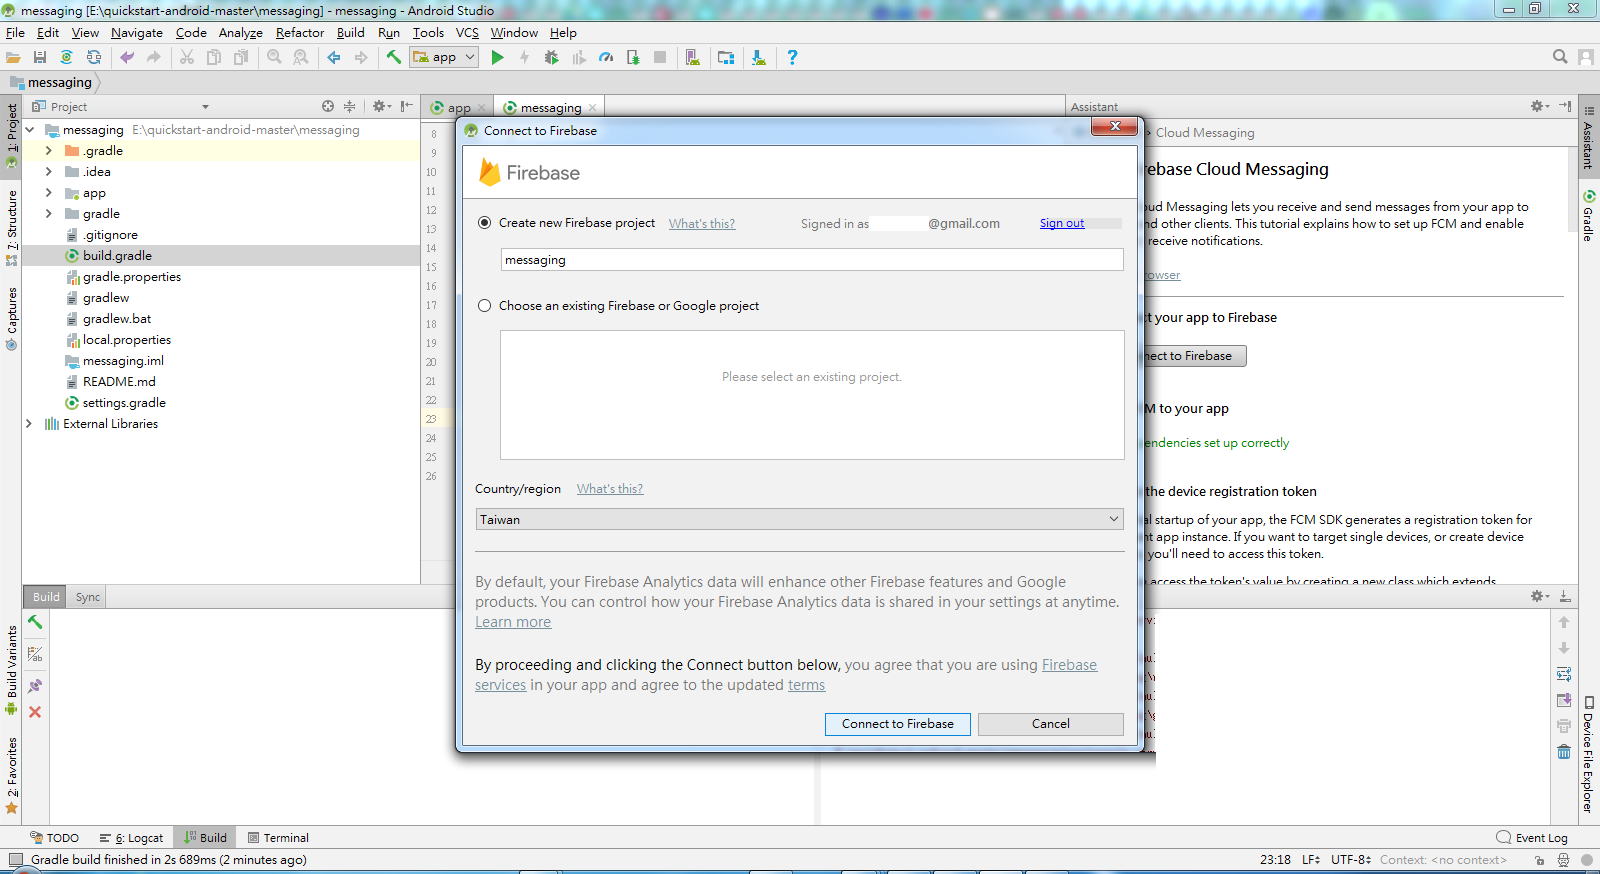 messaging [E:\quickstart-android-master\messaging] - messaging - Android Studio
File Edit View Navigate Code Analyze Refactor Build Run Tools VCS Window Help
app
messaging
1: Project
7: Structure
Captures
Build Variants
2: Favorites
Project
messaging E:\quickstart-android-master\messaging
.gradle
.idea
app
gradle
.gitignore
build.gradle
gradle.properties
gradlew
gradlew.bat
local.properties
messaging.iml
README.md
settings.gradle
External Libraries
app
messaging
8
9
10
11
12
13
14
15
16
17
18
19
20
21
22
23
24
25
26
Connect to Firebase
Firebase
Create new Firebase project What's this? Signed in as @gmail.com Sign out
messaging
Choose an existing Firebase or Google project
Please select an existing project.
Country/region What's this?
Taiwan
By default, your Firebase Analytics data will enhance other Firebase features and Google
products. You can control how your Firebase Analytics data is shared in your settings at anytime.
Learn more
By proceeding and clicking the Connect button below, you agree that you are using Firebase
services in your app and agree to the updated terms
Connect to Firebase Cancel
Assistant
› Cloud Messaging
rebase Cloud Messaging
ud Messaging lets you receive and send messages from your app to
nd other clients. This tutorial explains how to set up FCM and enable
receive notifications.
owser
t your app to Firebase
nect to Firebase
M to your app
endencies set up correctly
the device registration token
l startup of your app, the FCM SDK generates a registration token for
nt app instance. If you want to target single devices, or create device
you'll need to access this token.
access the token's value by creating a new class which extends
Assistant
Gradle
Device File Explorer
Build Sync
TODO 6: Logcat Build Terminal Event Log
Gradle build finished in 2s 689ms (2 minutes ago) 23:18 LF UTF-8 Context: <no context>